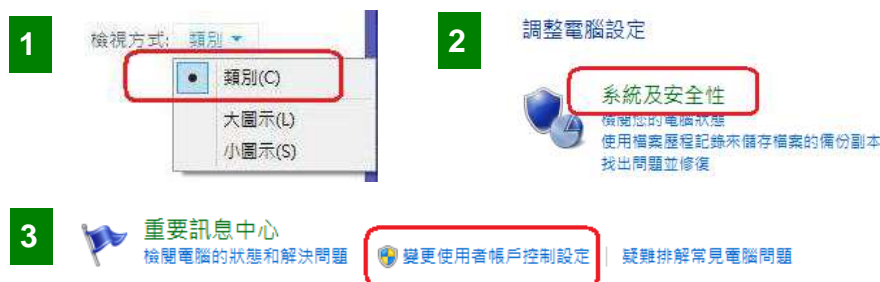 1
檢視方式: 類別
類別(C)
大圖示(L)
小圖示(S)
2
調整電腦設定
系統及安全性
檢閱您的電腦狀態
使用檔案歷程記錄來儲存檔案的備份副本
找出問題並修復
3
重要訊息中心
檢閱電腦的狀態和解決問題 變更使用者帳戶控制設定 疑難排解常見電腦問題